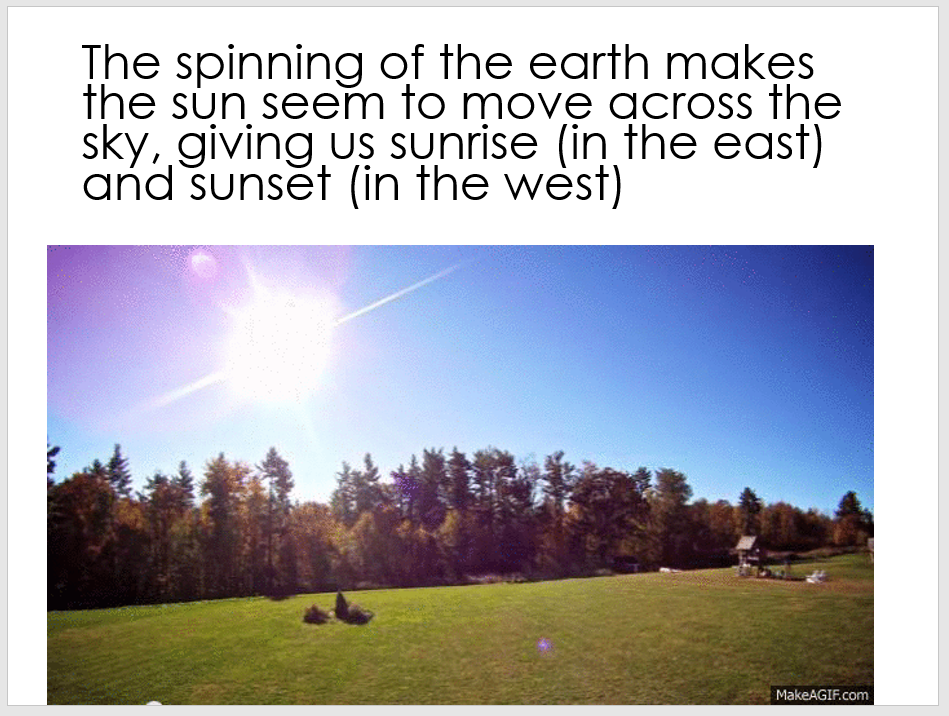 The spinning of the earth makes
the sun seem to move across the
sky, giving us sunrise (in the east)
and sunset (in the west)
MakeAGIF.com